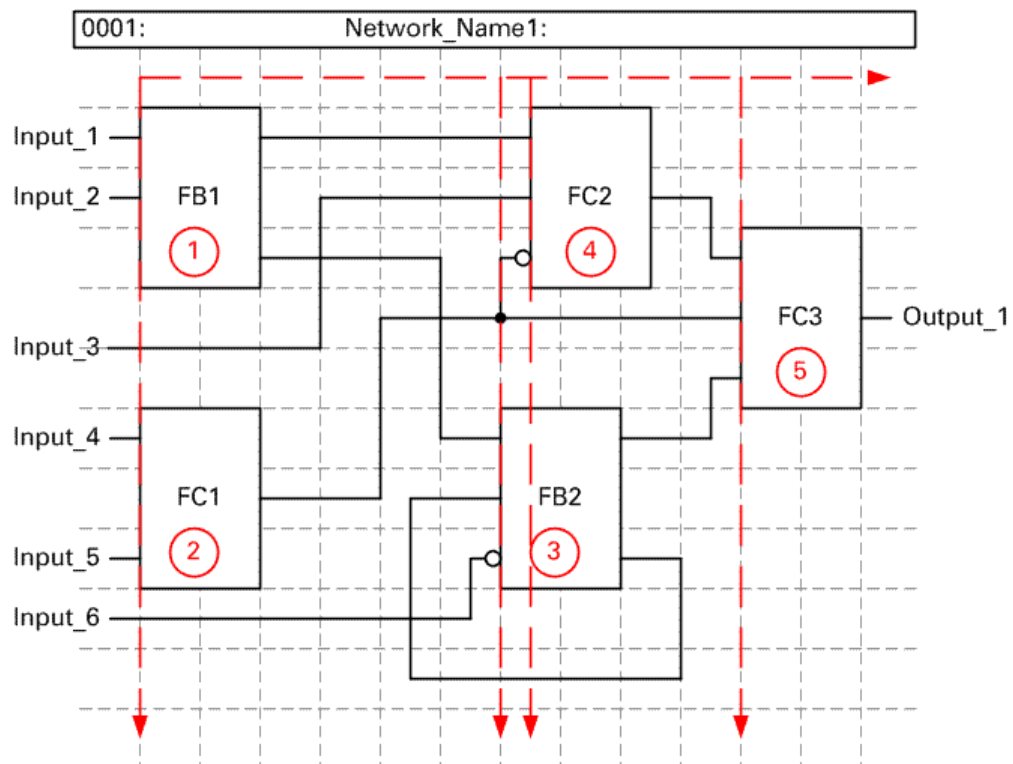 0001: Network_Name1:
Input_1
Input_2
FB1
1
FC2
4
Input_3
FC3
5
Output_1
Input_4
FC1
2
Input_5
FB2
3
Input_6